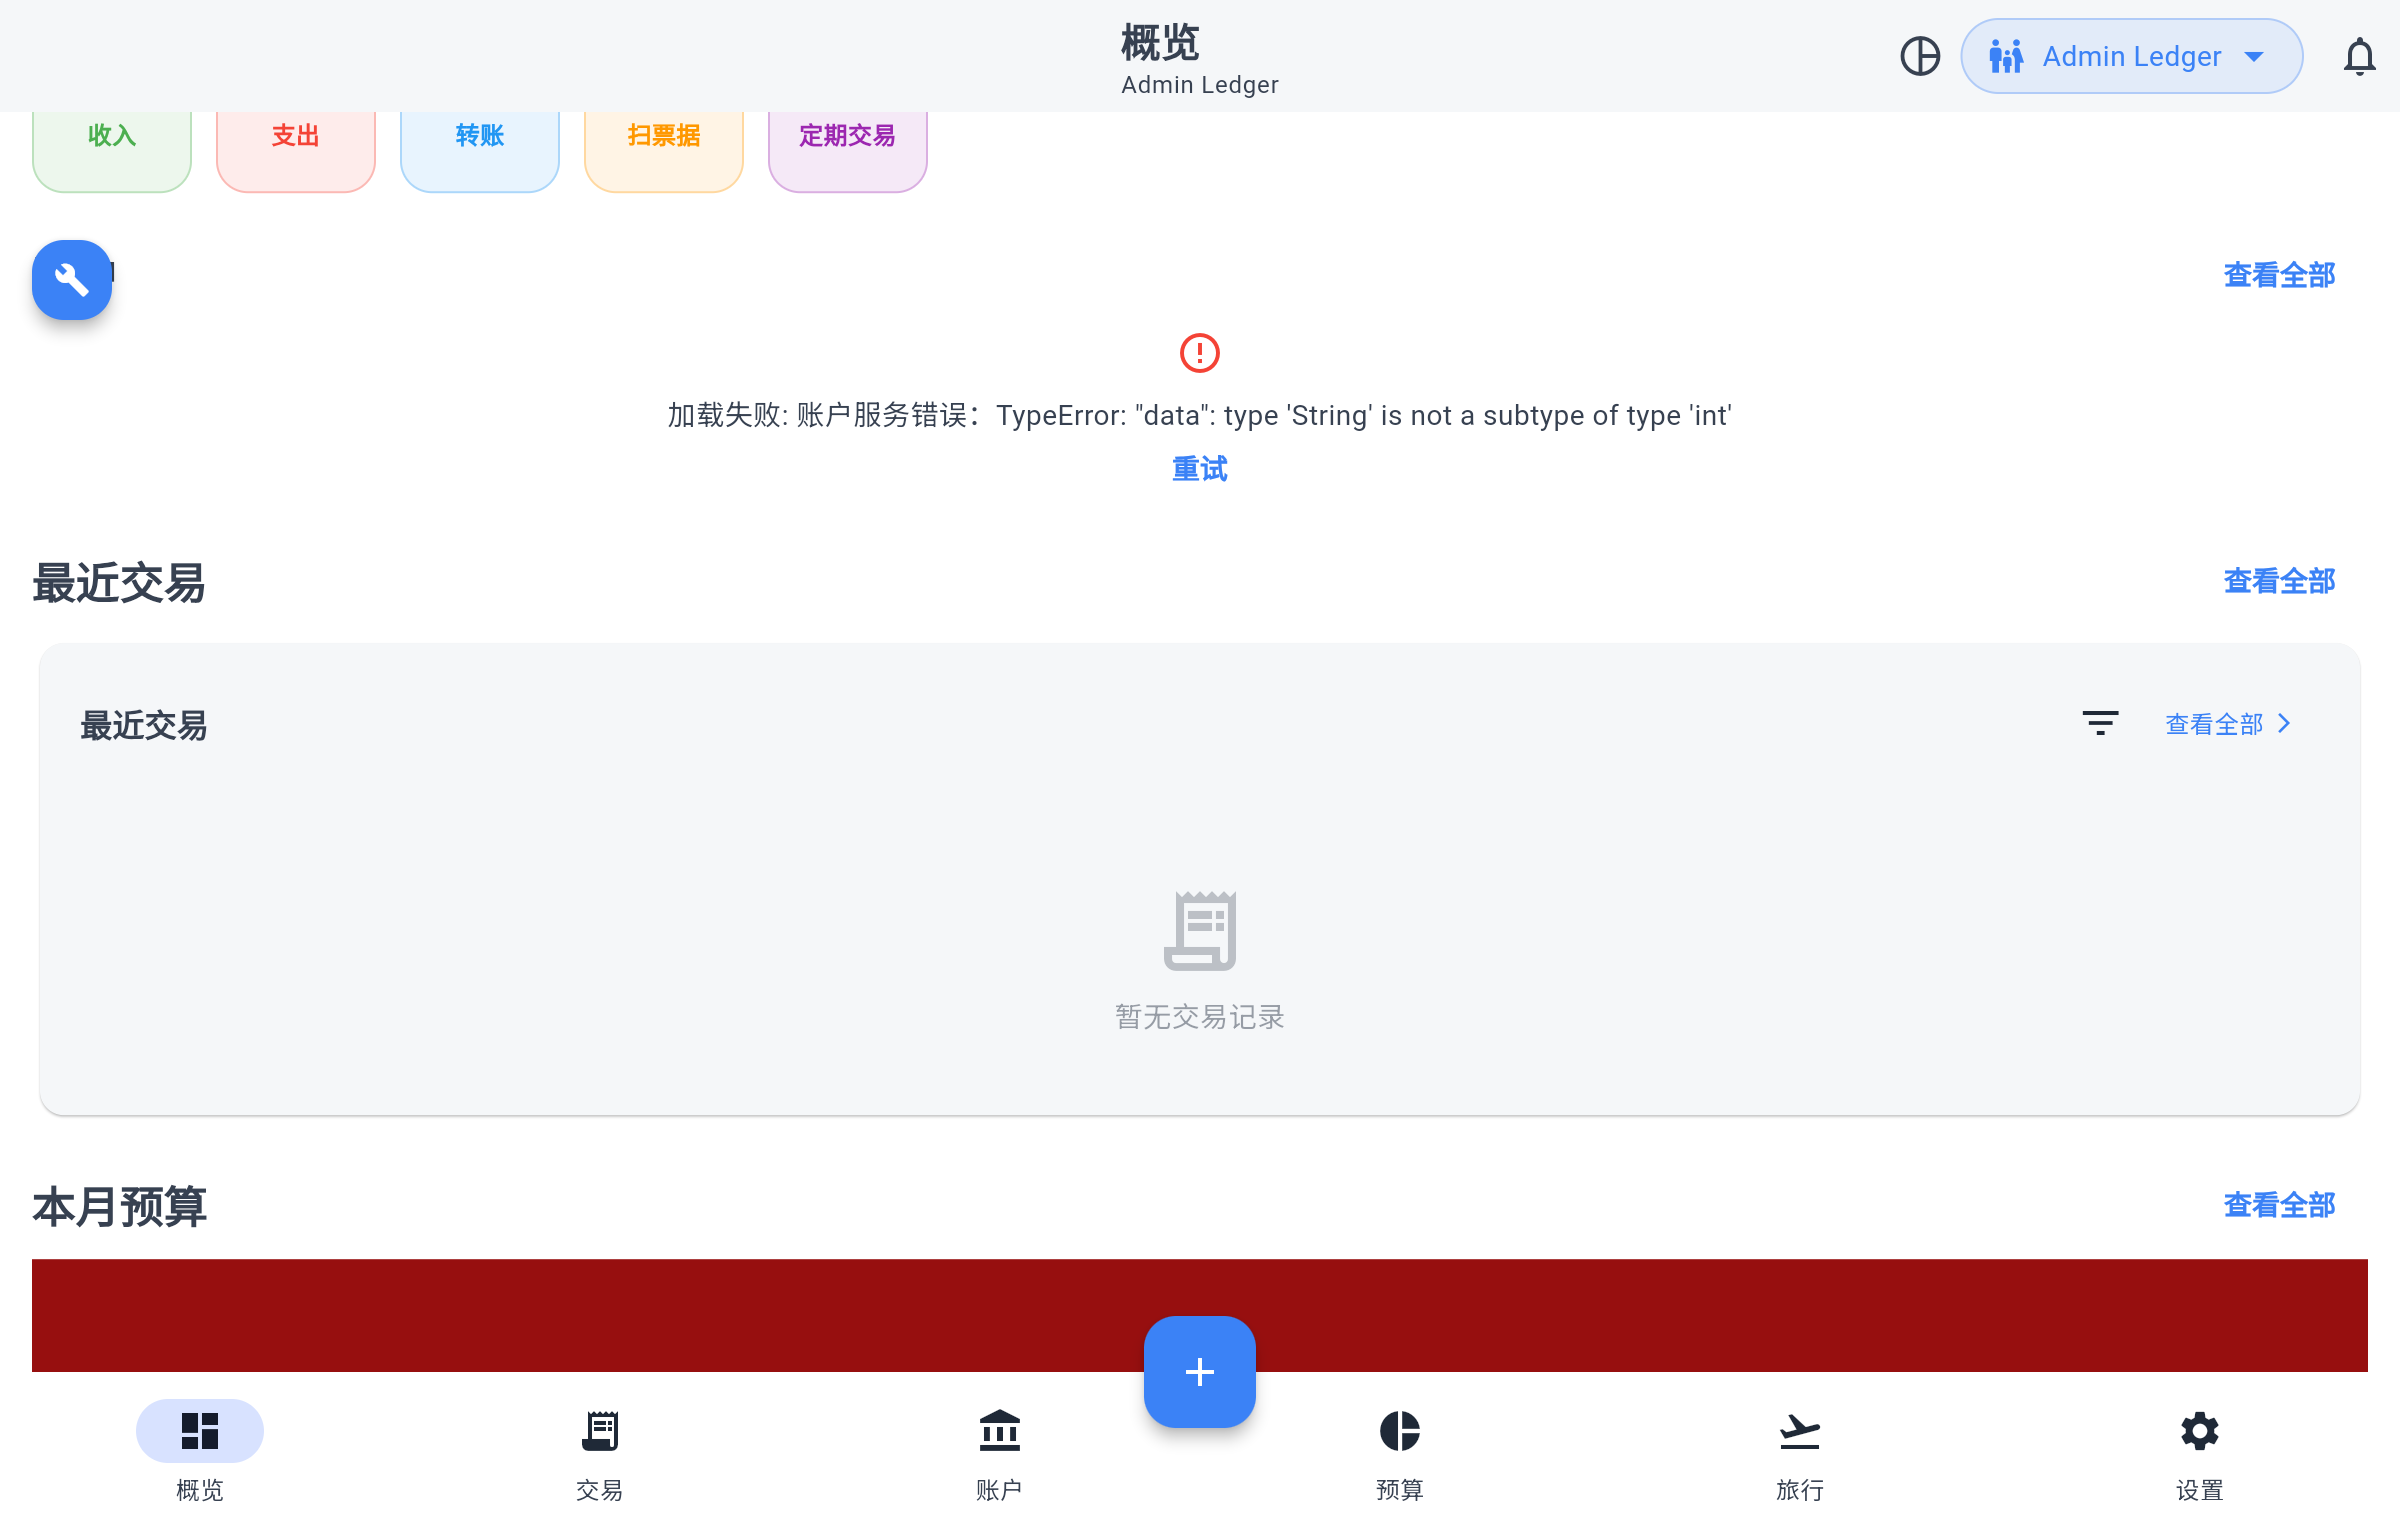 概览
Admin Ledger
Admin Ledger
收入
支出
转账
扫票据
定期交易
查看全部
加载失败: 账户服务错误：TypeError: "data": type 'String' is not a subtype of type 'int'
重试
最近交易
查看全部
最近交易
查看全部
暂无交易记录
本月预算
查看全部
概览
交易
账户
预算
旅行
设置